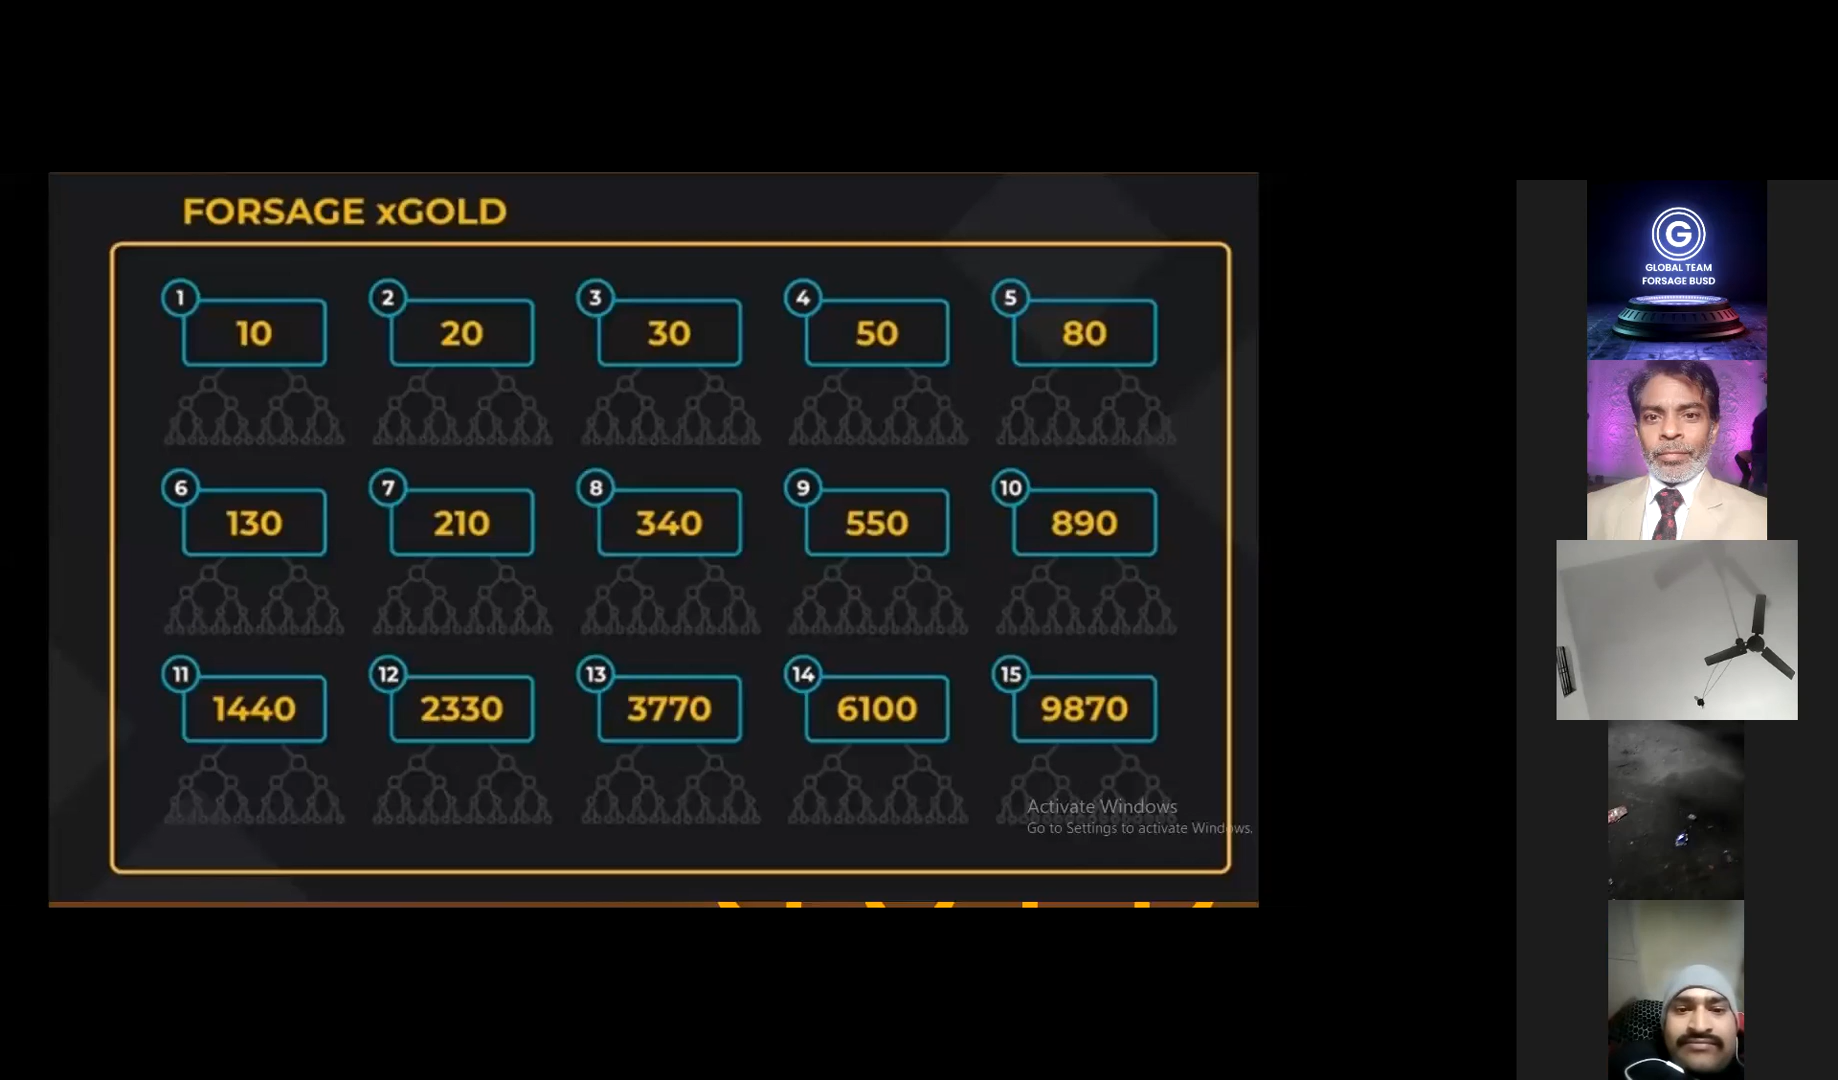 FORSAGE xGOLD
1 2 3 4 5
10 20 30 50 80
6 7 8 9 10
130 210 340 550 890
11 12 13 14 15
1440 2330 3770 6100 9870
Activate Windows
Go to Settings to activate Windows.
G
GLOBAL TEAM
FORSAGE BUSD